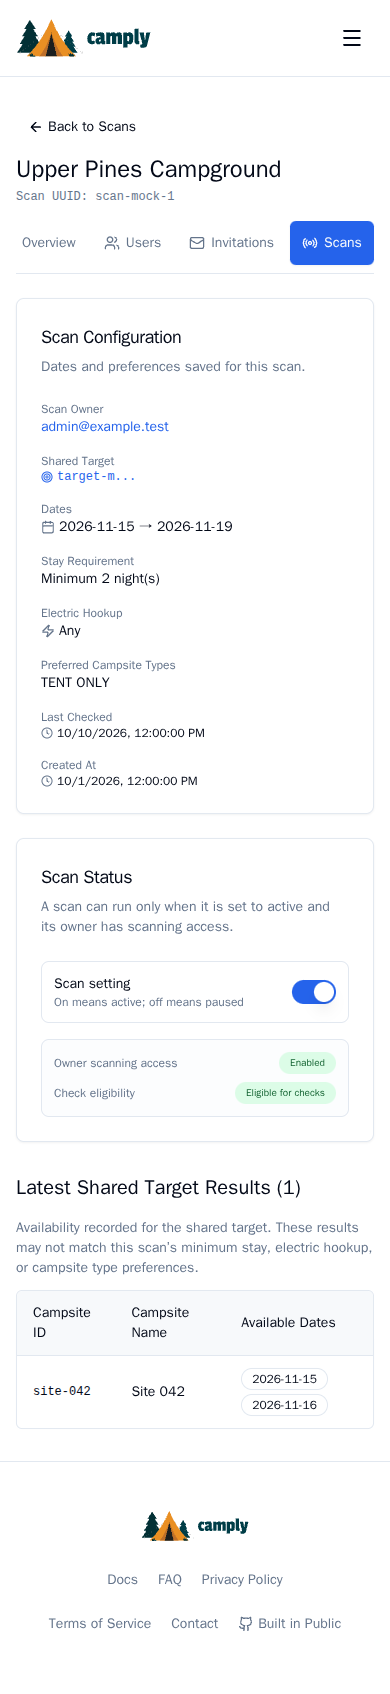 camply
Back to Scans
Upper Pines Campground
Scan UUID: scan-mock-1
Overview Users Invitations Scans
Scan Configuration
Dates and preferences saved for this scan.
Scan Owner
admin@example.test
Shared Target
target-m...
Dates
2026-11-15 → 2026-11-19
Stay Requirement
Minimum 2 night(s)
Electric Hookup
Any
Preferred Campsite Types
TENT ONLY
Last Checked
10/10/2026, 12:00:00 PM
Created At
10/1/2026, 12:00:00 PM
Scan Status
A scan can run only when it is set to active and
its owner has scanning access.
Scan setting
On means active; off means paused
Owner scanning access Enabled
Check eligibility Eligible for checks
Latest Shared Target Results (1)
Availability recorded for the shared target. These results
may not match this scan's minimum stay, electric hookup,
or campsite type preferences.
Campsite ID Campsite Name Available Dates
site-042 Site 042 2026-11-15
2026-11-16
camply
Docs FAQ Privacy Policy
Terms of Service Contact Built in Public